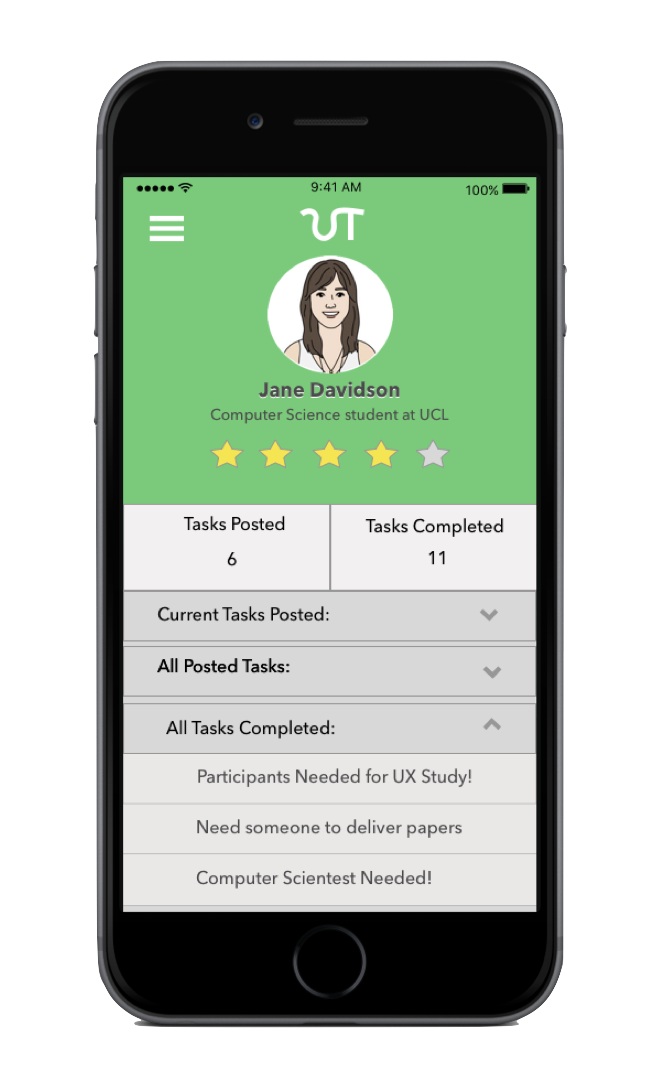 9:41 AM
100%
UT
Jane Davidson
Computer Science student at UCL
Tasks Posted
6
Tasks Completed
11
Current Tasks Posted:
All Posted Tasks:
All Tasks Completed:
Participants Needed for UX Study!
Need someone to deliver papers
Computer Scientest Needed!